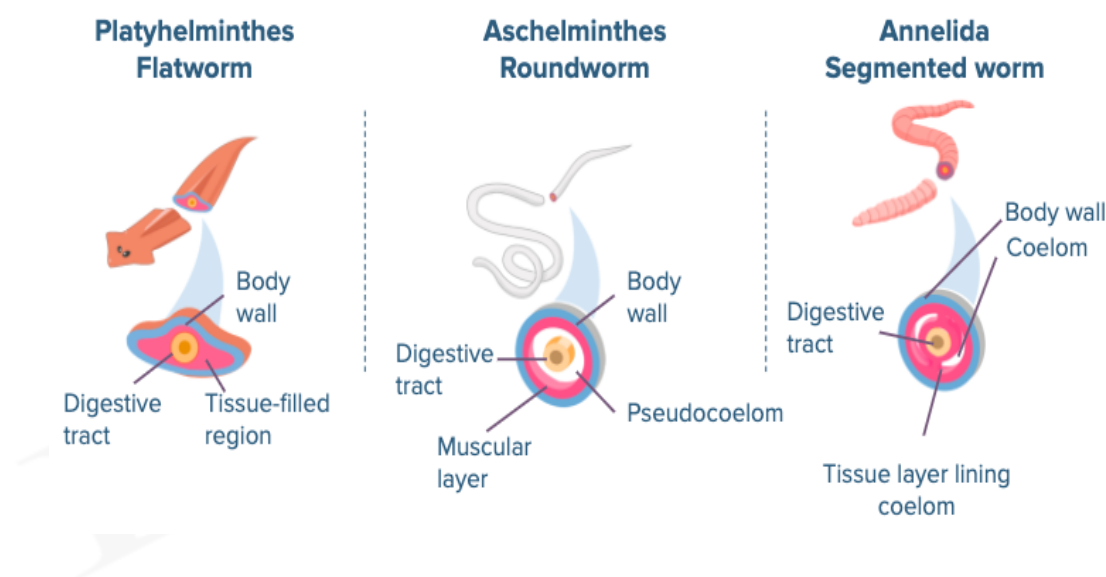 Platyhelminthes
Flatworm
Body
wall
Digestive
tract
Tissue-filled
region
Aschelminthes
Roundworm
Body
wall
Digestive
tract
Pseudocoelom
Muscular
layer
Annelida
Segmented worm
Body wall
Coelom
Digestive
tract
Tissue layer lining
coelom